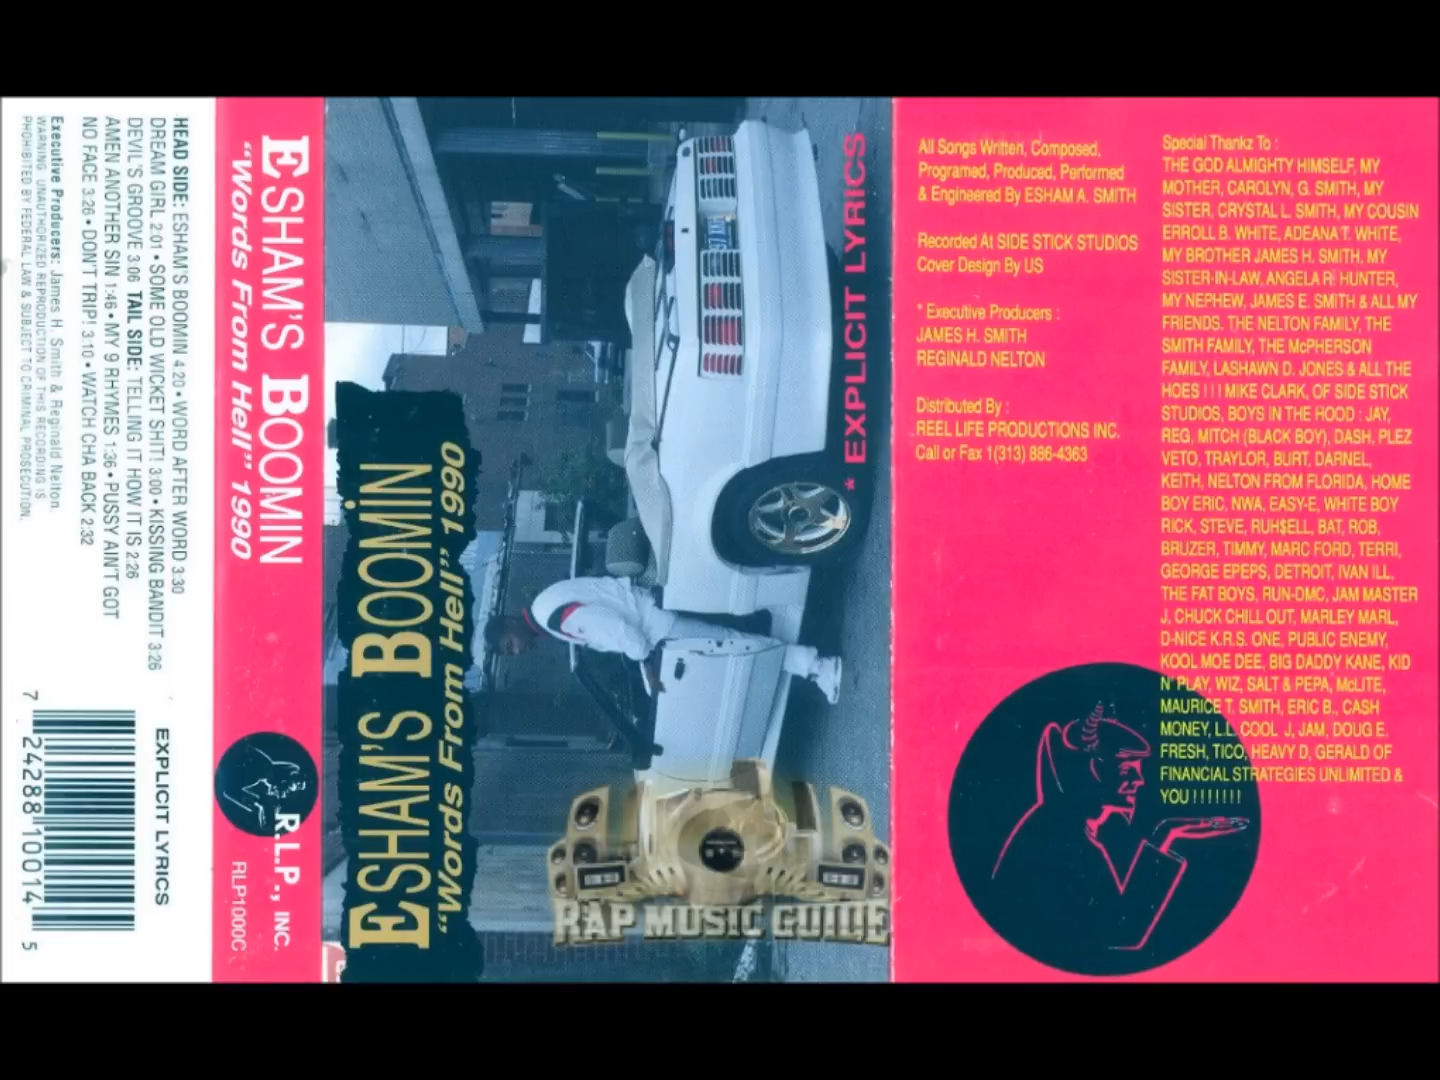 HEAD SIDE: ESHAM'S BOOMIN 4:20 • WORD AFTER WORD 3:30
DREAM GIRL 2:01 • SOME OLD WICKET SHIT! 3:00 • KISSING BANDIT 3:26
DEVIL'S GROOVE 3:06 TAIL SIDE: TELLING IT HOW IT IS 2:26
AMEN ANOTHER SIN 1:46 • MY 9 RHYMES 1:36 • PUSSY AIN'T GOT
NO FACE 3:26 • DON'T TRIP! 3:10 • WATCH CHA BACK 2:32
Executive Producers: James H. Smith & Reginald Nelton.
WARNING: UNAUTHORIZED REPRODUCTION OF THIS RECORDING IS
PROHIBITED BY FEDERAL LAW & SUBJECT TO CRIMINAL PROSECUTION.
EXPLICIT LYRICS
7 24288 10014 5
ESHAM'S BOOMIN
"Words From Hell" 1990
R.L.P., INC.
RLP1000C
ESHAM'S BOOMiN
"Words From Hell" 1990
* EXPLICIT LYRICS
RAP MUSIC GUIDE
All Songs Written, Composed,
Programed, Produced, Performed
& Engineered By ESHAM A. SMITH
Recorded At SIDE STICK STUDIOS
Cover Design By US
* Executive Producers :
JAMES H. SMITH
REGINALD NELTON
Distributed By :
REEL LIFE PRODUCTIONS INC.
Call or Fax 1(313) 886-4363
Special Thankz To :
THE GOD ALMIGHTY HIMSELF, MY
MOTHER, CAROLYN, G. SMITH, MY
SISTER, CRYSTAL L. SMITH, MY COUSIN
ERROLL B. WHITE, ADEANA T. WHITE,
MY BROTHER JAMES H. SMITH, MY
SISTER-IN-LAW, ANGELA R. HUNTER,
MY NEPHEW, JAMES E. SMITH & ALL MY
FRIENDS. THE NELTON FAMILY, THE
SMITH FAMILY, THE McPHERSON
FAMILY, LASHAWN D. JONES & ALL THE
HOES ! ! ! MIKE CLARK, OF SIDE STICK
STUDIOS, BOYS IN THE HOOD : JAY,
REG, MITCH (BLACK BOY), DASH, PLEZ
VETO, TRAYLOR, BURT, DARNEL,
KEITH, NELTON FROM FLORIDA, HOME
BOY ERIC, NWA, EASY-E, WHITE BOY
RICK, STEVE, RUH$ELL, BAT, ROB,
BRUZER, TIMMY, MARC FORD, TERRI,
GEORGE EPEPS, DETROIT, IVAN ILL,
THE FAT BOYS, RUN-DMC, JAM MASTER
J, CHUCK CHILL OUT, MARLEY MARL,
D-NICE K.R.S. ONE, PUBLIC ENEMY,
KOOL MOE DEE, BIG DADDY KANE, KID
N' PLAY, WIZ, SALT & PEPA, McLITE,
MAURICE T. SMITH, ERIC B., CASH
MONEY, L.L. COOL J, JAM, DOUG E.
FRESH, TICO, HEAVY D, GERALD OF
FINANCIAL STRATEGIES UNLIMITED &
YOU ! ! ! ! ! ! !